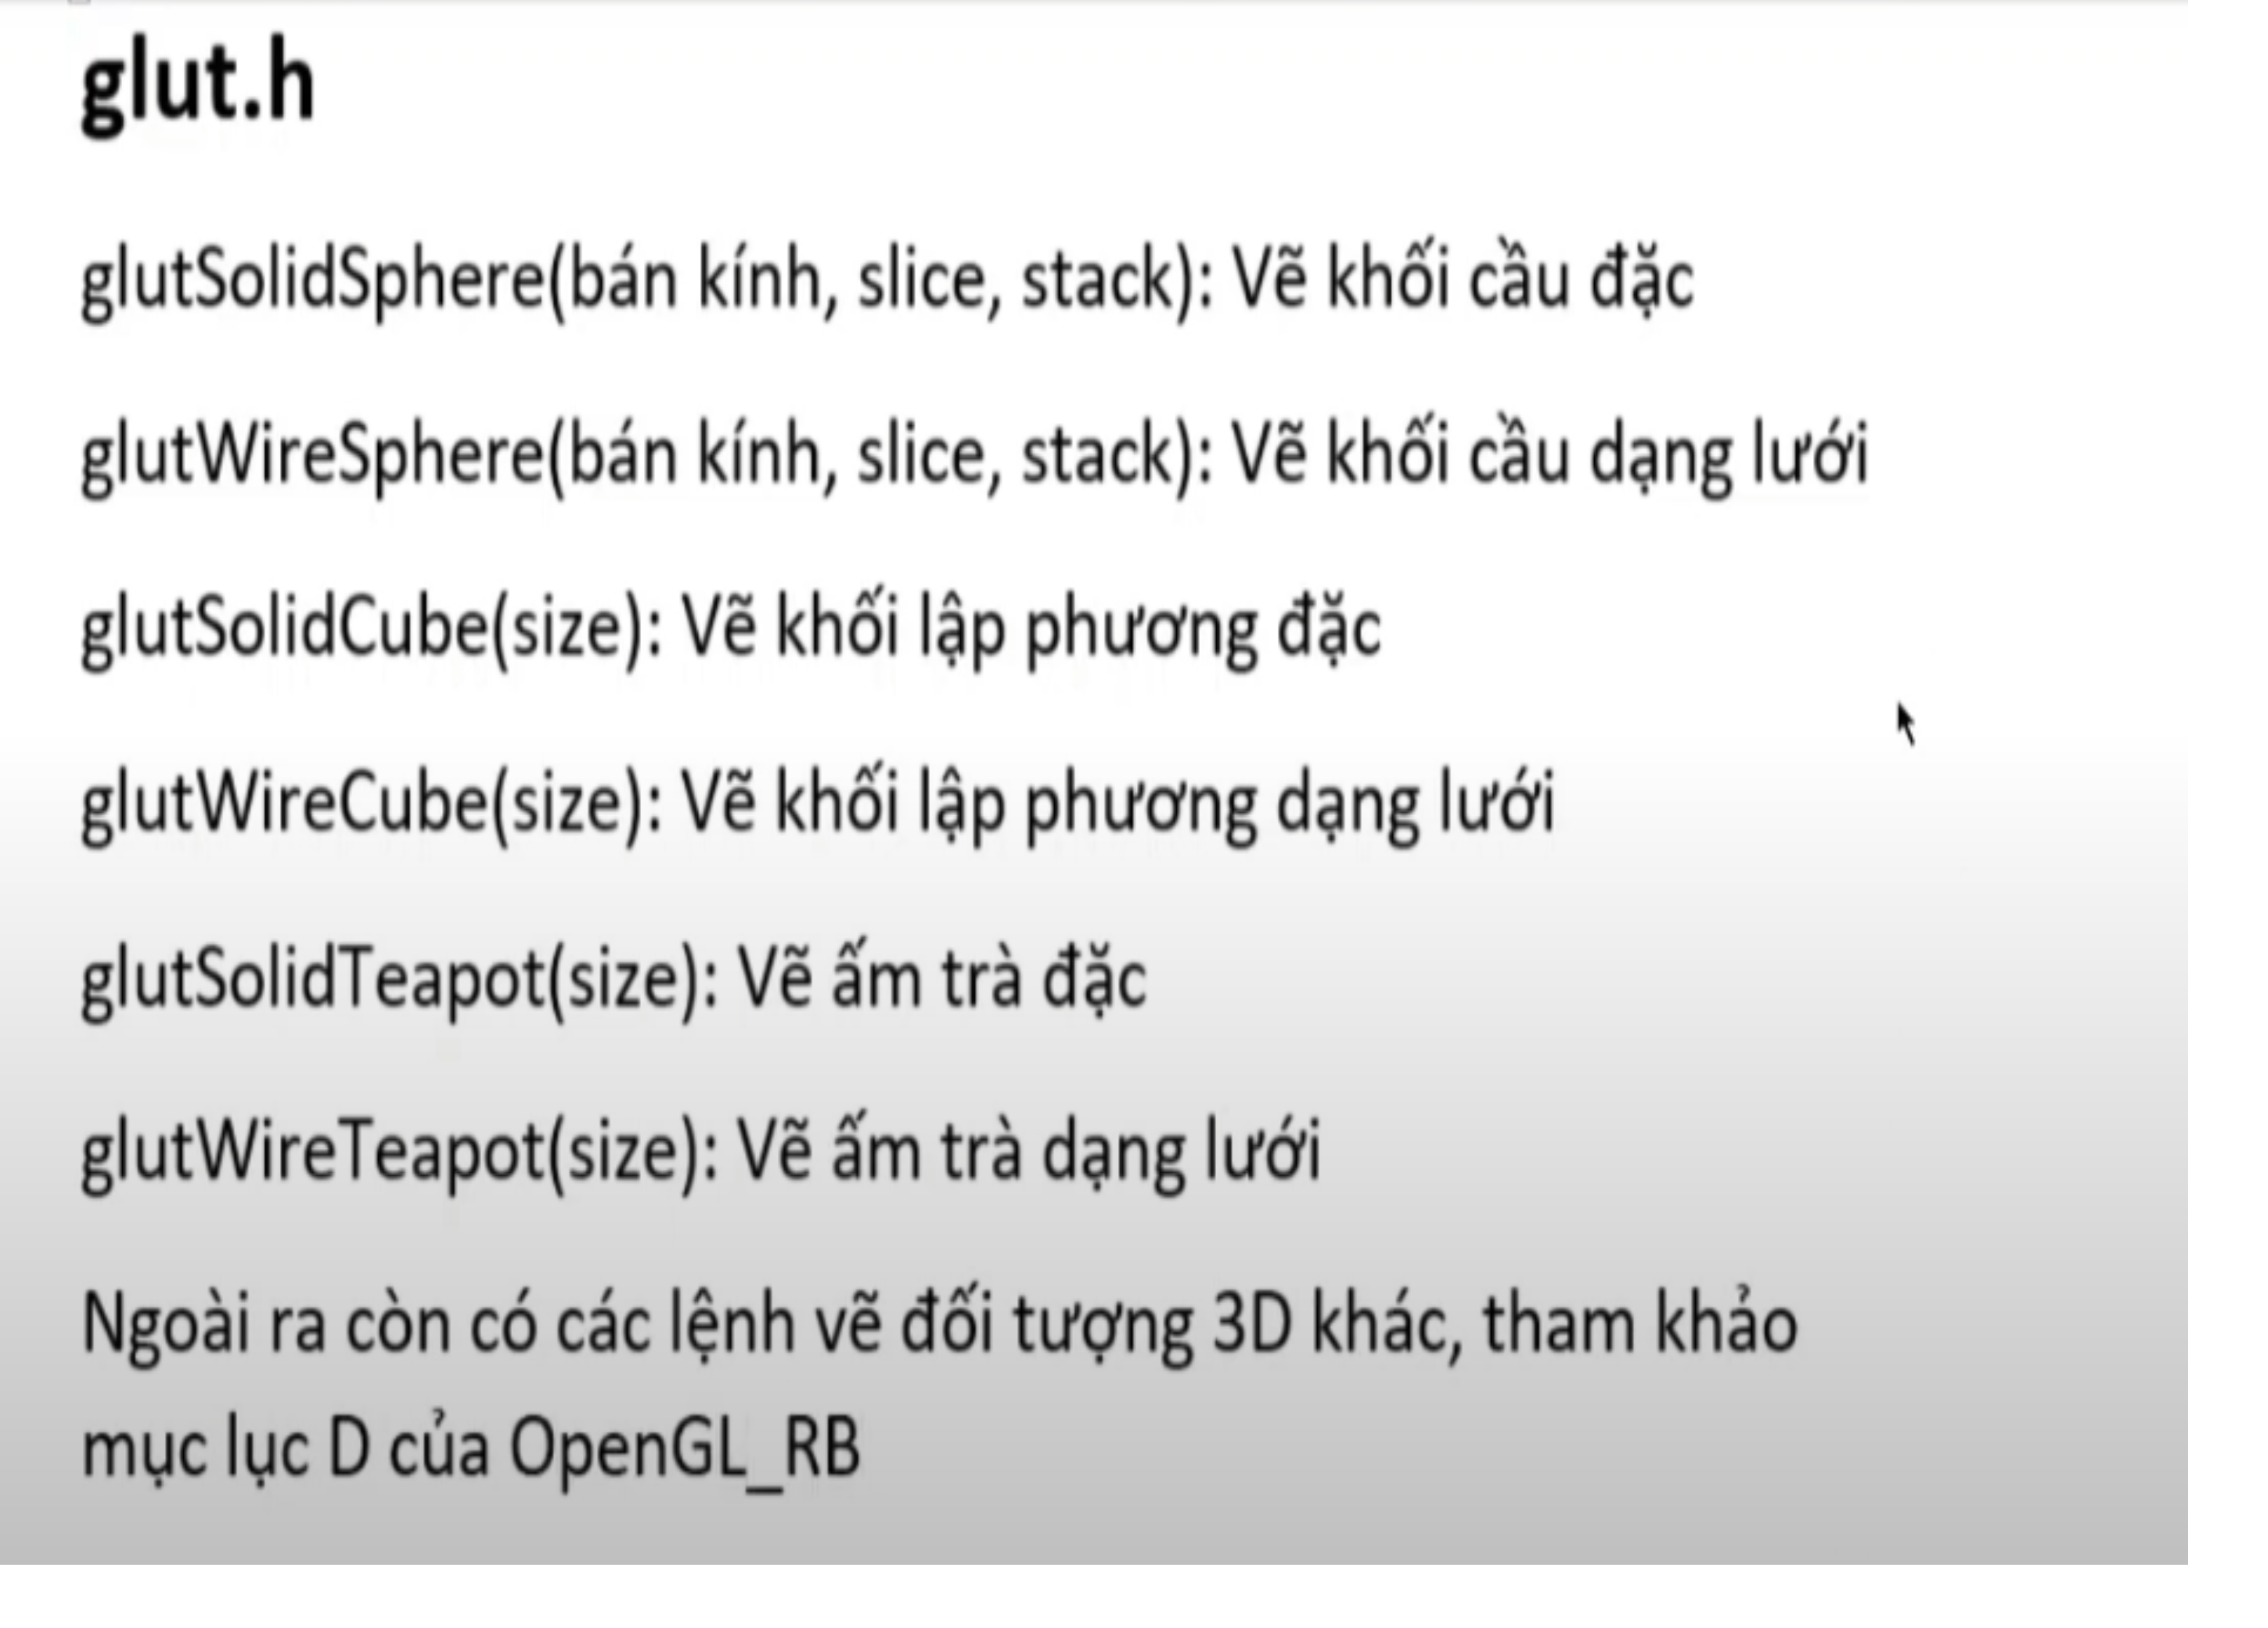 glut.h
glutSolidSphere(bán kính, slice, stack): Vẽ khối cầu đặc
glutWireSphere(bán kính, slice, stack): Vẽ khối cầu dạng lưới
glutSolidCube(size): Vẽ khối lập phương đặc
glutWireCube(size): Vẽ khối lập phương dạng lưới
glutSolidTeapot(size): Vẽ ấm trà đặc
glutWireTeapot(size): Vẽ ấm trà dạng lưới
Ngoài ra còn có các lệnh vẽ đối tượng 3D khác, tham khảo
mục lục D của OpenGL_RB